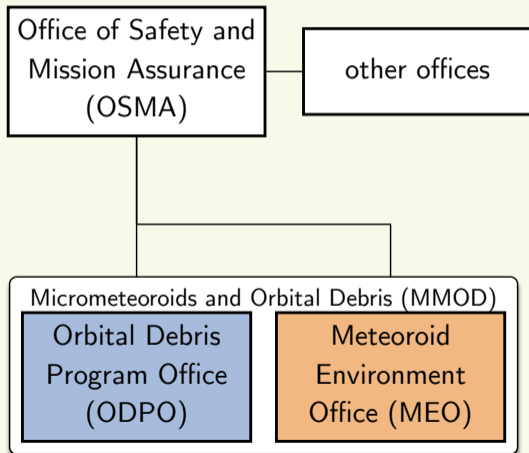 Office of Safety and
Mission Assurance
(OSMA)
other offices
Micrometeoroids and Orbital Debris (MMOD)
Orbital Debris
Program Office
(ODPO)
Meteoroid
Environment
Office (MEO)